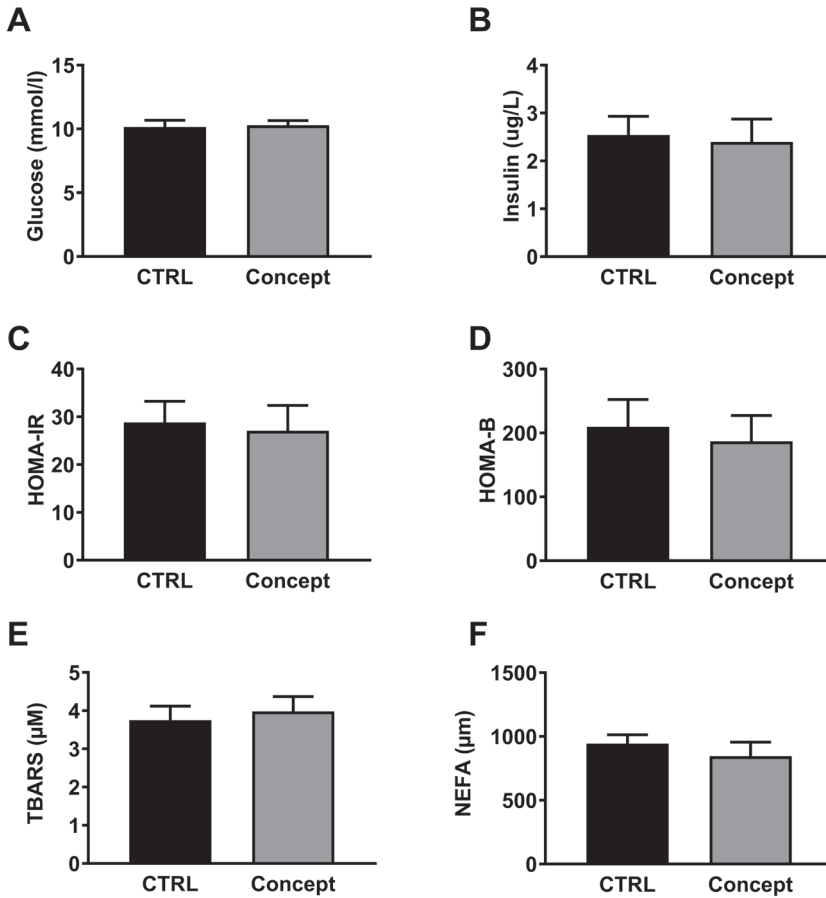 A
Glucose (mmol/l)
15
10
5
0
CTRL Concept
B
Insulin (ug/L)
4
3
2
1
0
CTRL Concept
C
HOMA-IR
40
30
20
10
0
CTRL Concept
D
HOMA-B
300
200
100
0
CTRL Concept
E
TBARS (μM)
5
4
3
2
1
0
CTRL Concept
F
NEFA (μm)
1500
1000
500
0
CTRL Concept